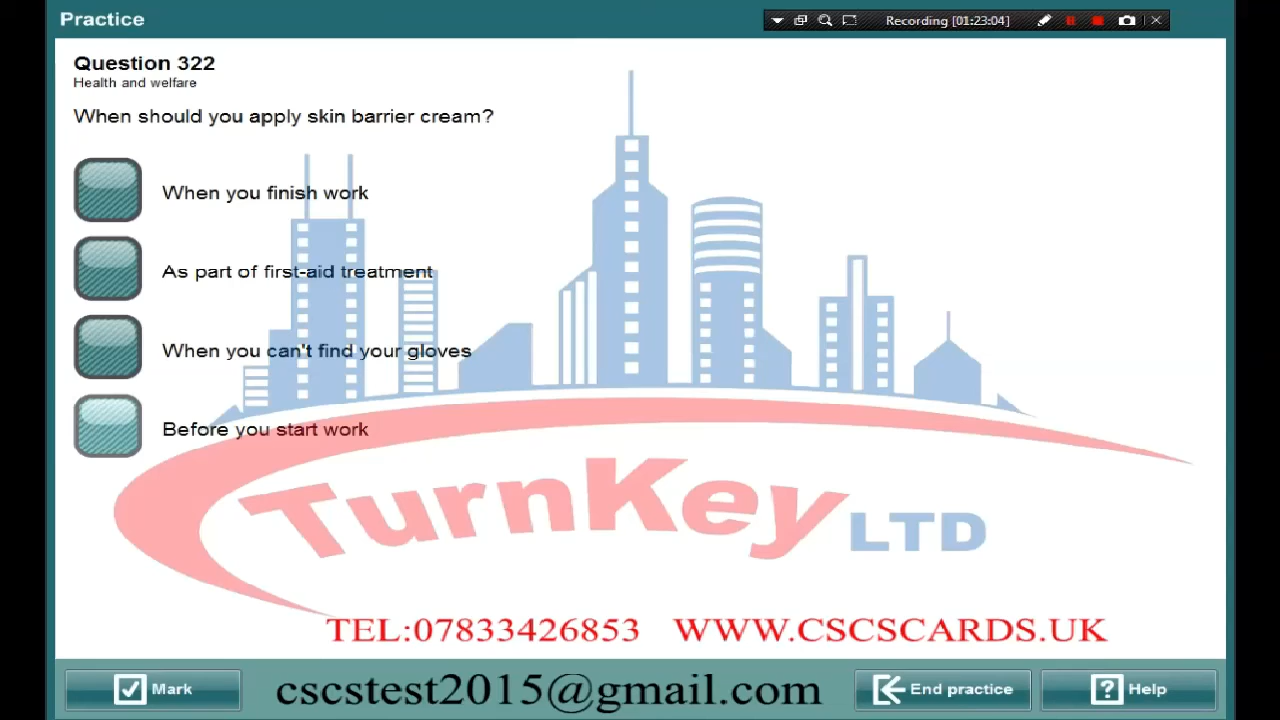 Practice
Recording [01:23:04]
Question 322
Health and welfare
When should you apply skin barrier cream?
When you finish work
As part of first-aid treatment
When you can't find your gloves
Before you start work
TurnKey LTD
TEL:07833426853 WWW.CSCSCARDS.UK
Mark
cscstest2015@gmail.com
End practice
Help